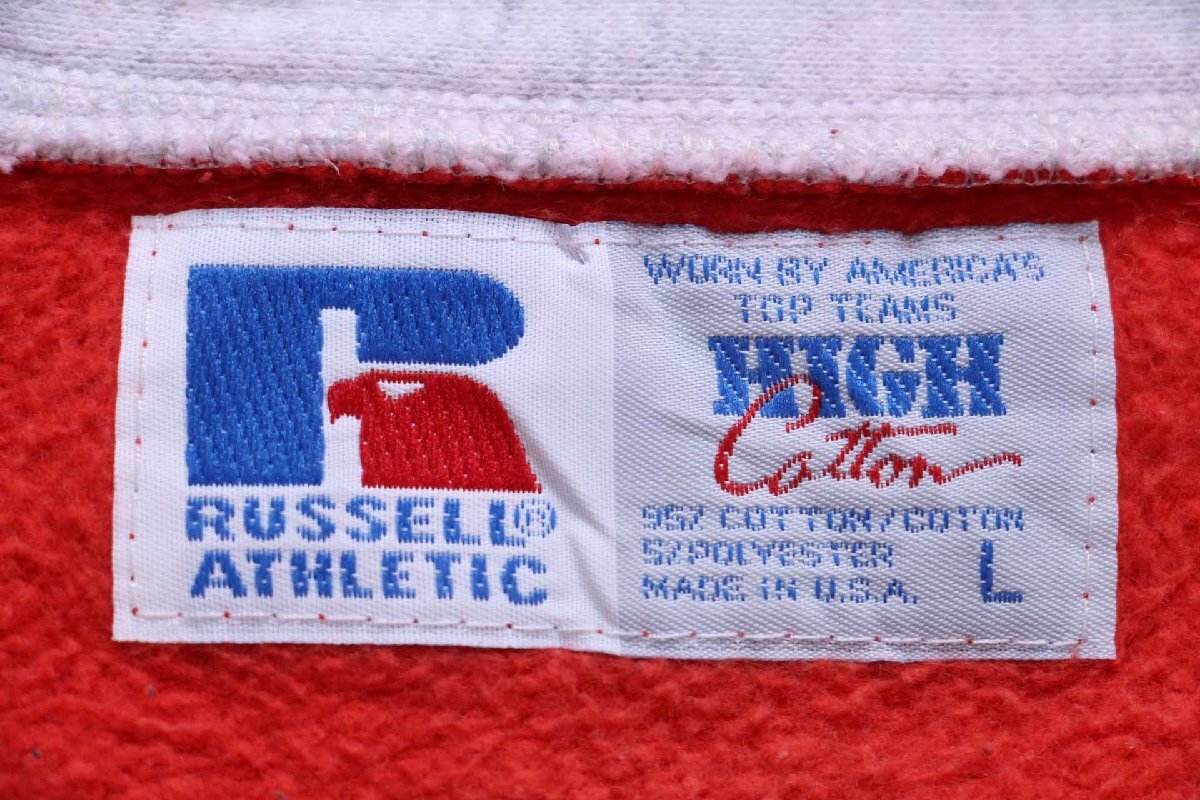 RUSSELL®
ATHLETIC
WORN BY AMERICA'S
TOP TEAMS
HIGH
Cotton
95% COTTON/COTON
5% POLYESTER
MADE IN U.S.A. L